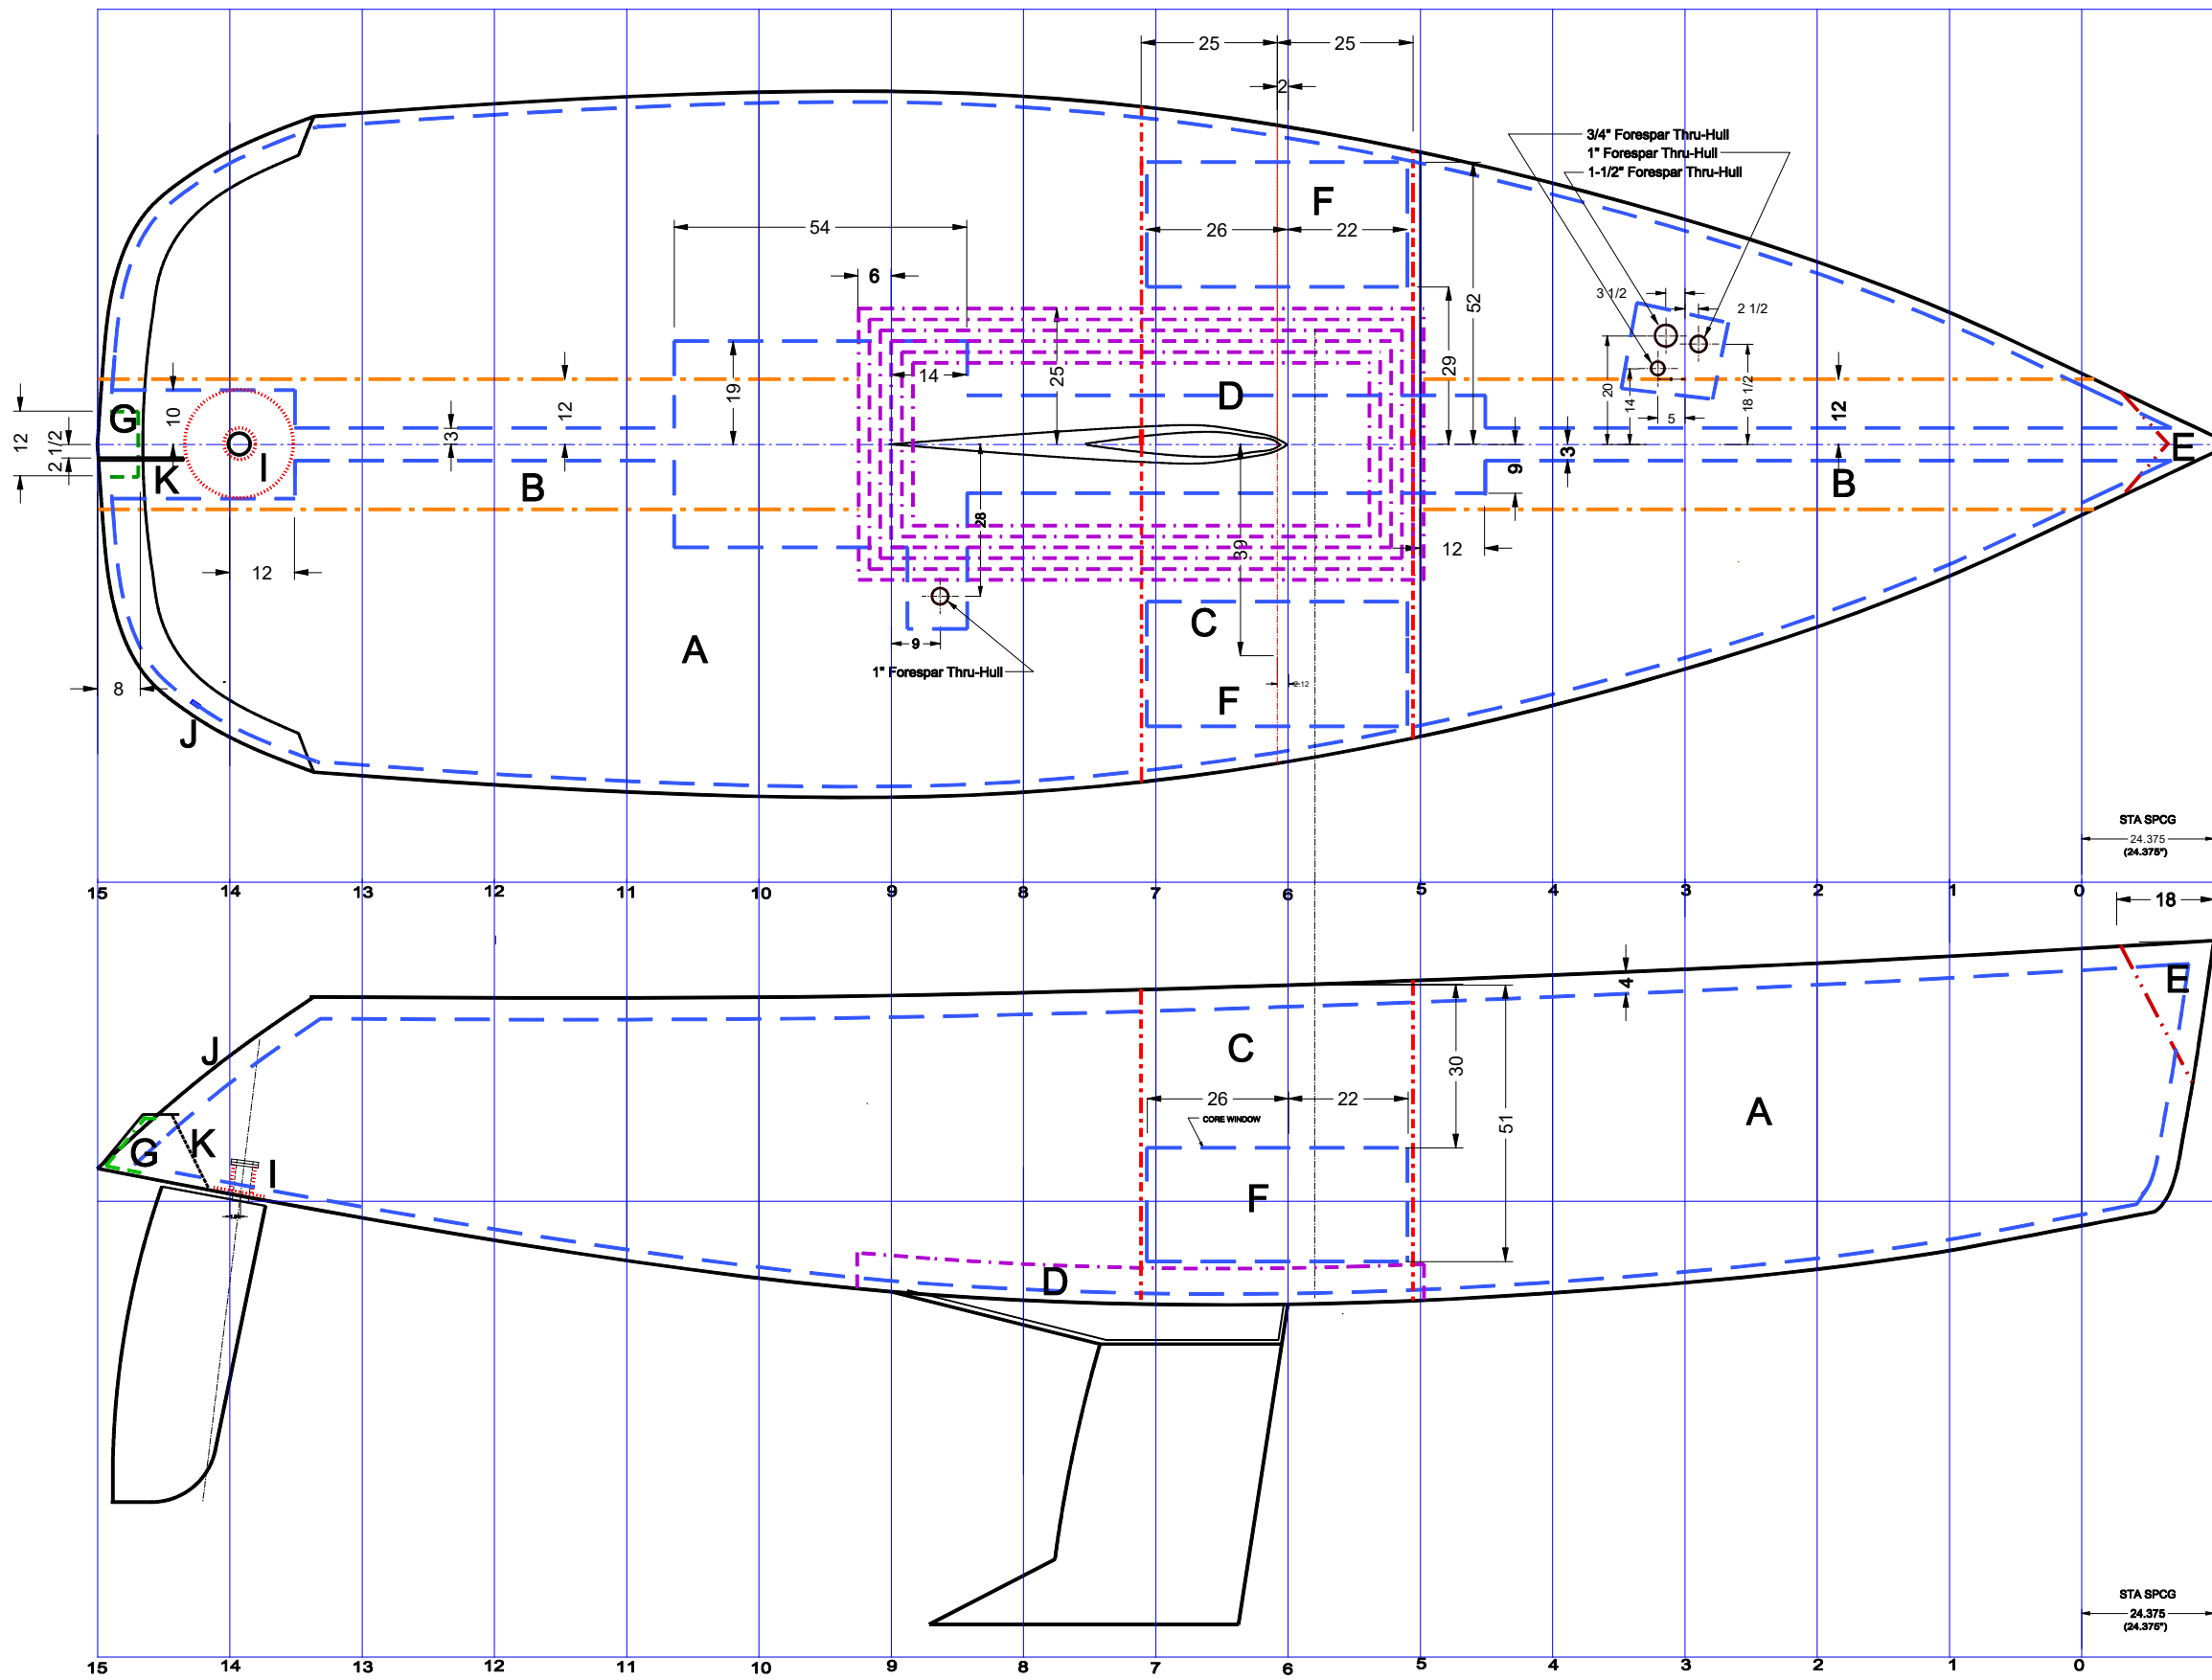 25
25
2
3/4" Forespar Thru-Hull
1" Forespar Thru-Hull
1-1/2" Forespar Thru-Hull
F
54
26
22
6
3 1/2
2 1/2
52
29
14
19
25
D
12
10
G
12
2 1/2
13
12
20
14
5
18 1/2
12
E
K
I
B
9
3
B
28
39
12
12
C
A
9
1" Forespar Thru-Hull
8
2.12
F
J
STA SPCG
24.375
(24.375")
15
14
13
12
11
10
9
8
7
6
5
4
3
2
1
0
18
4
E
J
C
30
26
22
CORE WINDOW
A
51
G
K
I
F
D
STA SPCG
24.375
(24.375")
15
14
13
12
11
10
9
8
7
6
5
4
3
2
1
0